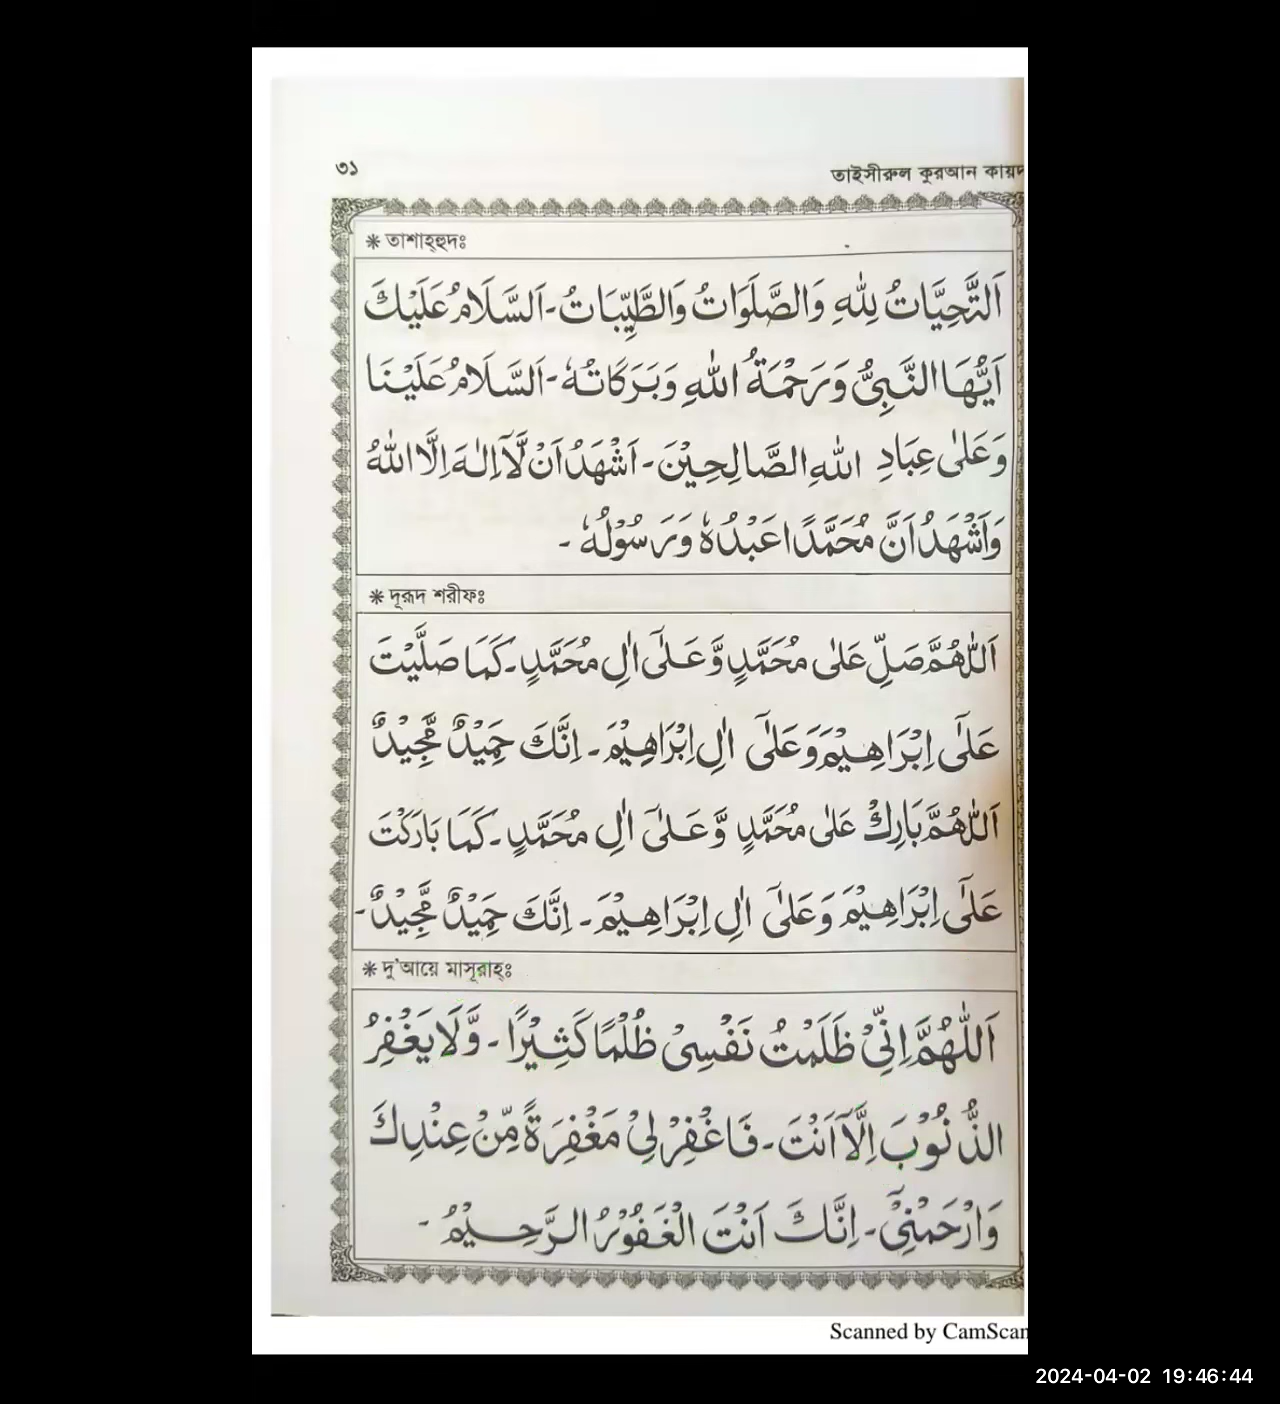 ৩১
তাইসীরুল কুরআন কায়দ
❋ তাশাহ্হুদঃ
اَلتَّحِيَّاتُ لِلّٰهِ وَالصَّلَوَاتُ وَالطَّيِّبَاتُ-اَلسَّلَامُ عَلَيْكَ
اَيُّهَا النَّبِىُّ وَرَحْمَةُ اللّٰهِ وَبَرَكَاتُهٗ-اَلسَّلَامُ عَلَيْنَا
وَعَلٰى عِبَادِ اللّٰهِ الصَّالِحِيْنَ-اَشْهَدُ اَنْ لَّآ اِلٰهَ اِلَّا اللّٰهُ
وَاَشْهَدُ اَنَّ مُحَمَّدًا عَبْدُهٗ وَرَسُوْلُهٗ-
❋ দূরূদ শরীফঃ
اَللّٰهُمَّ صَلِّ عَلٰى مُحَمَّدٍ وَّعَلٰٓى اٰلِ مُحَمَّدٍ-كَمَا صَلَّيْتَ
عَلٰٓى اِبْرَاهِيْمَ وَعَلٰٓى اٰلِ اِبْرَاهِيْمَ-اِنَّكَ حَمِيْدٌ مَّجِيْدٌ
اَللّٰهُمَّ بَارِكْ عَلٰى مُحَمَّدٍ وَّعَلٰٓى اٰلِ مُحَمَّدٍ-كَمَا بَارَكْتَ
عَلٰٓى اِبْرَاهِيْمَ وَعَلٰٓى اٰلِ اِبْرَاهِيْمَ-اِنَّكَ حَمِيْدٌ مَّجِيْدٌ-
❋ দু'আয়ে মাসূরাহ্ঃ
اَللّٰهُمَّ اِنِّىْ ظَلَمْتُ نَفْسِىْ ظُلْمًا كَثِيْرًا-وَّلَا يَغْفِرُ
الذُّنُوْبَ اِلَّآ اَنْتَ-فَاغْفِرْ لِىْ مَغْفِرَةً مِّنْ عِنْدِكَ
وَارْحَمْنِىْٓ-اِنَّكَ اَنْتَ الْغَفُوْرُ الرَّحِيْمُ-
Scanned by CamScan
2024-04-02 19:46:44